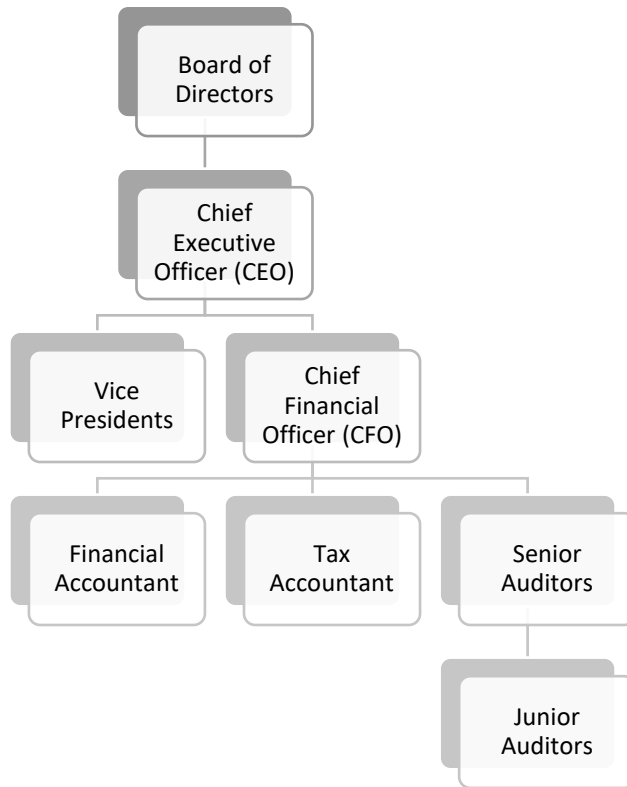 Board of
Directors
Chief
Executive
Officer (CEO)
Vice
Presidents
Chief
Financial
Officer (CFO)
Financial
Accountant
Tax
Accountant
Senior
Auditors
Junior
Auditors